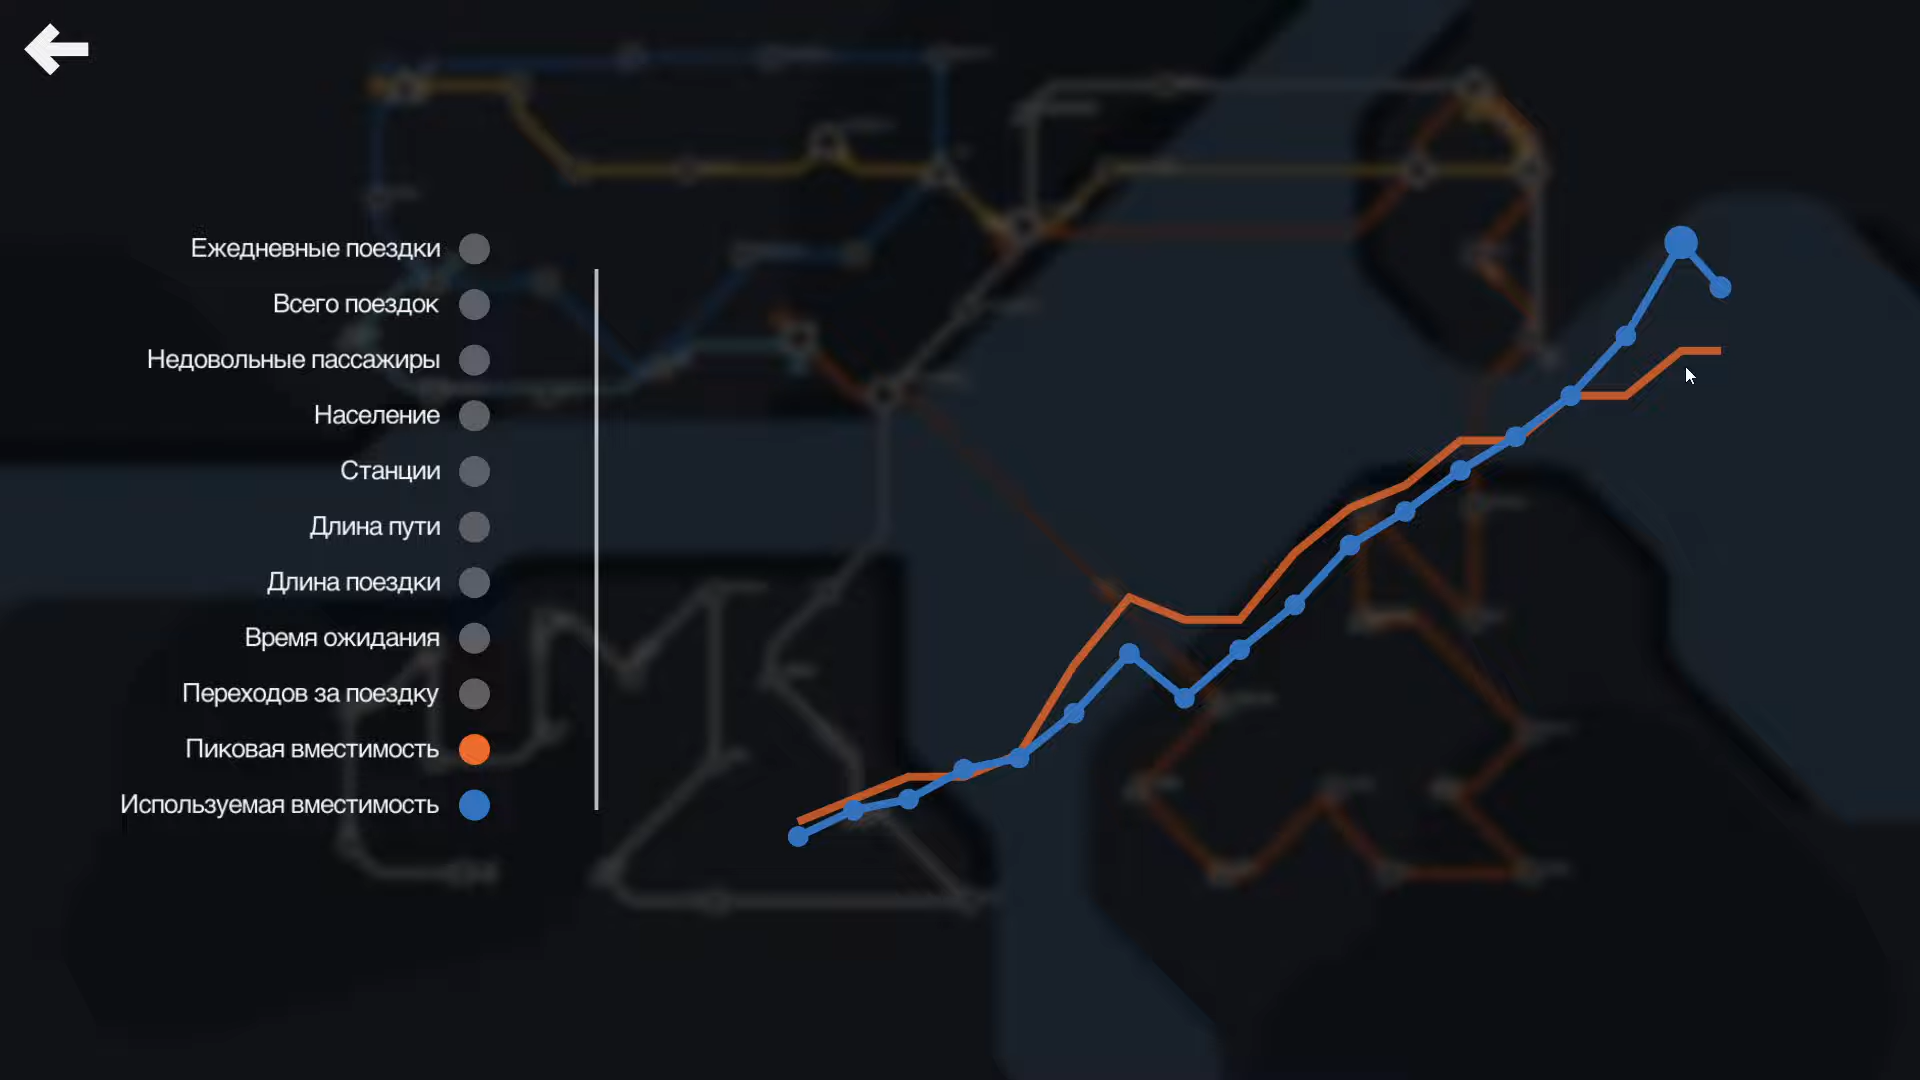 Ежедневные поездки
Всего поездок
Недовольные пассажиры
Население
Станции
Длина пути
Длина поездки
Время ожидания
Переходов за поездку
Пиковая вместимость
Используемая вместимость